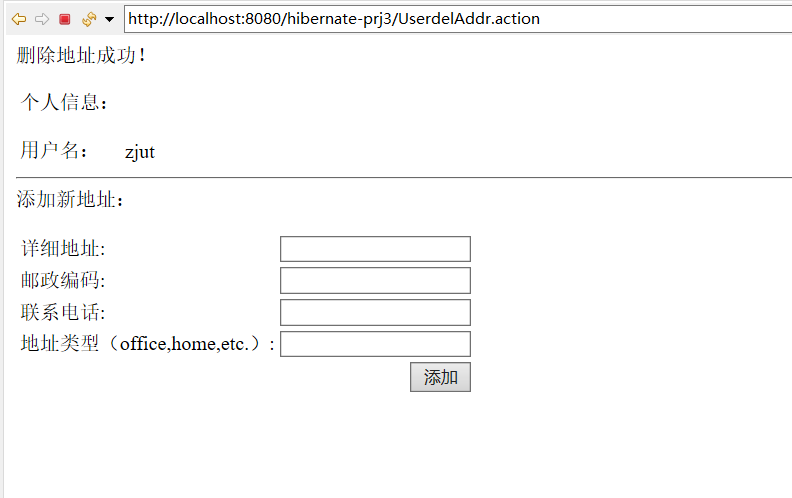 http://localhost:8080/hibernate-prj3/UserdelAddr.action
删除地址成功！
个人信息：
用户名： zjut
添加新地址：
详细地址:
邮政编码:
联系电话:
地址类型（office,home,etc.）:
添加